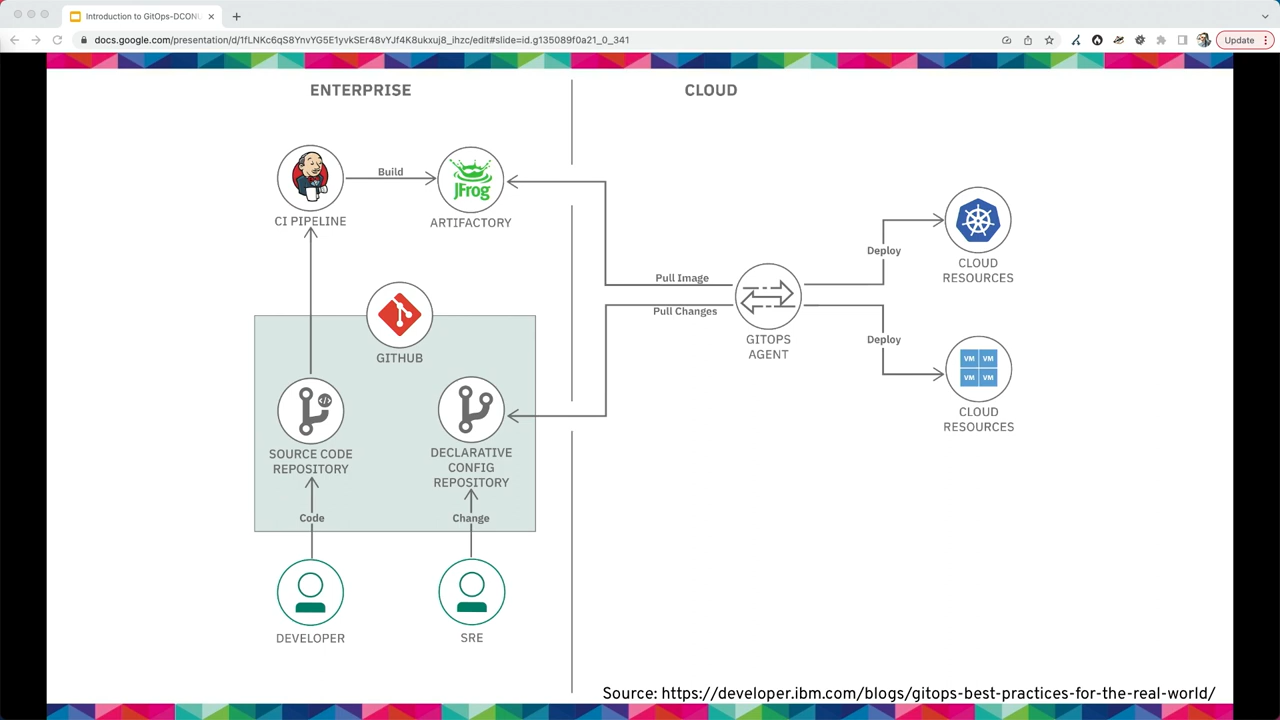 Introduction to GitOps-DCON
docs.google.com/presentation/d/1fLNKc6qS8YnvYG5E1yvkSEr48vYJf4K8ukxuj8_ihzc/edit#slide=id.g135089f0a21_0_341
Update
ENTERPRISE
CLOUD
Build
JFrog
CI PIPELINE
ARTIFACTORY
Pull Image
Pull Changes
GITOPS
AGENT
Deploy
CLOUD
RESOURCES
Deploy
VM VM
VM VM
CLOUD
RESOURCES
GITHUB
SOURCE CODE
REPOSITORY
DECLARATIVE
CONFIG
REPOSITORY
Code
Change
DEVELOPER
SRE
Source: https://developer.ibm.com/blogs/gitops-best-practices-for-the-real-world/